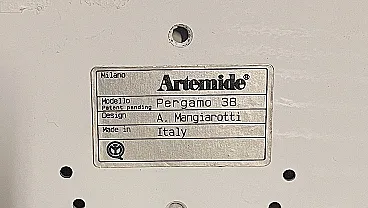 Milano Artemide®
Modello Pergamo 38
Patent pending
Design A. Mangiarotti
Made in Italy